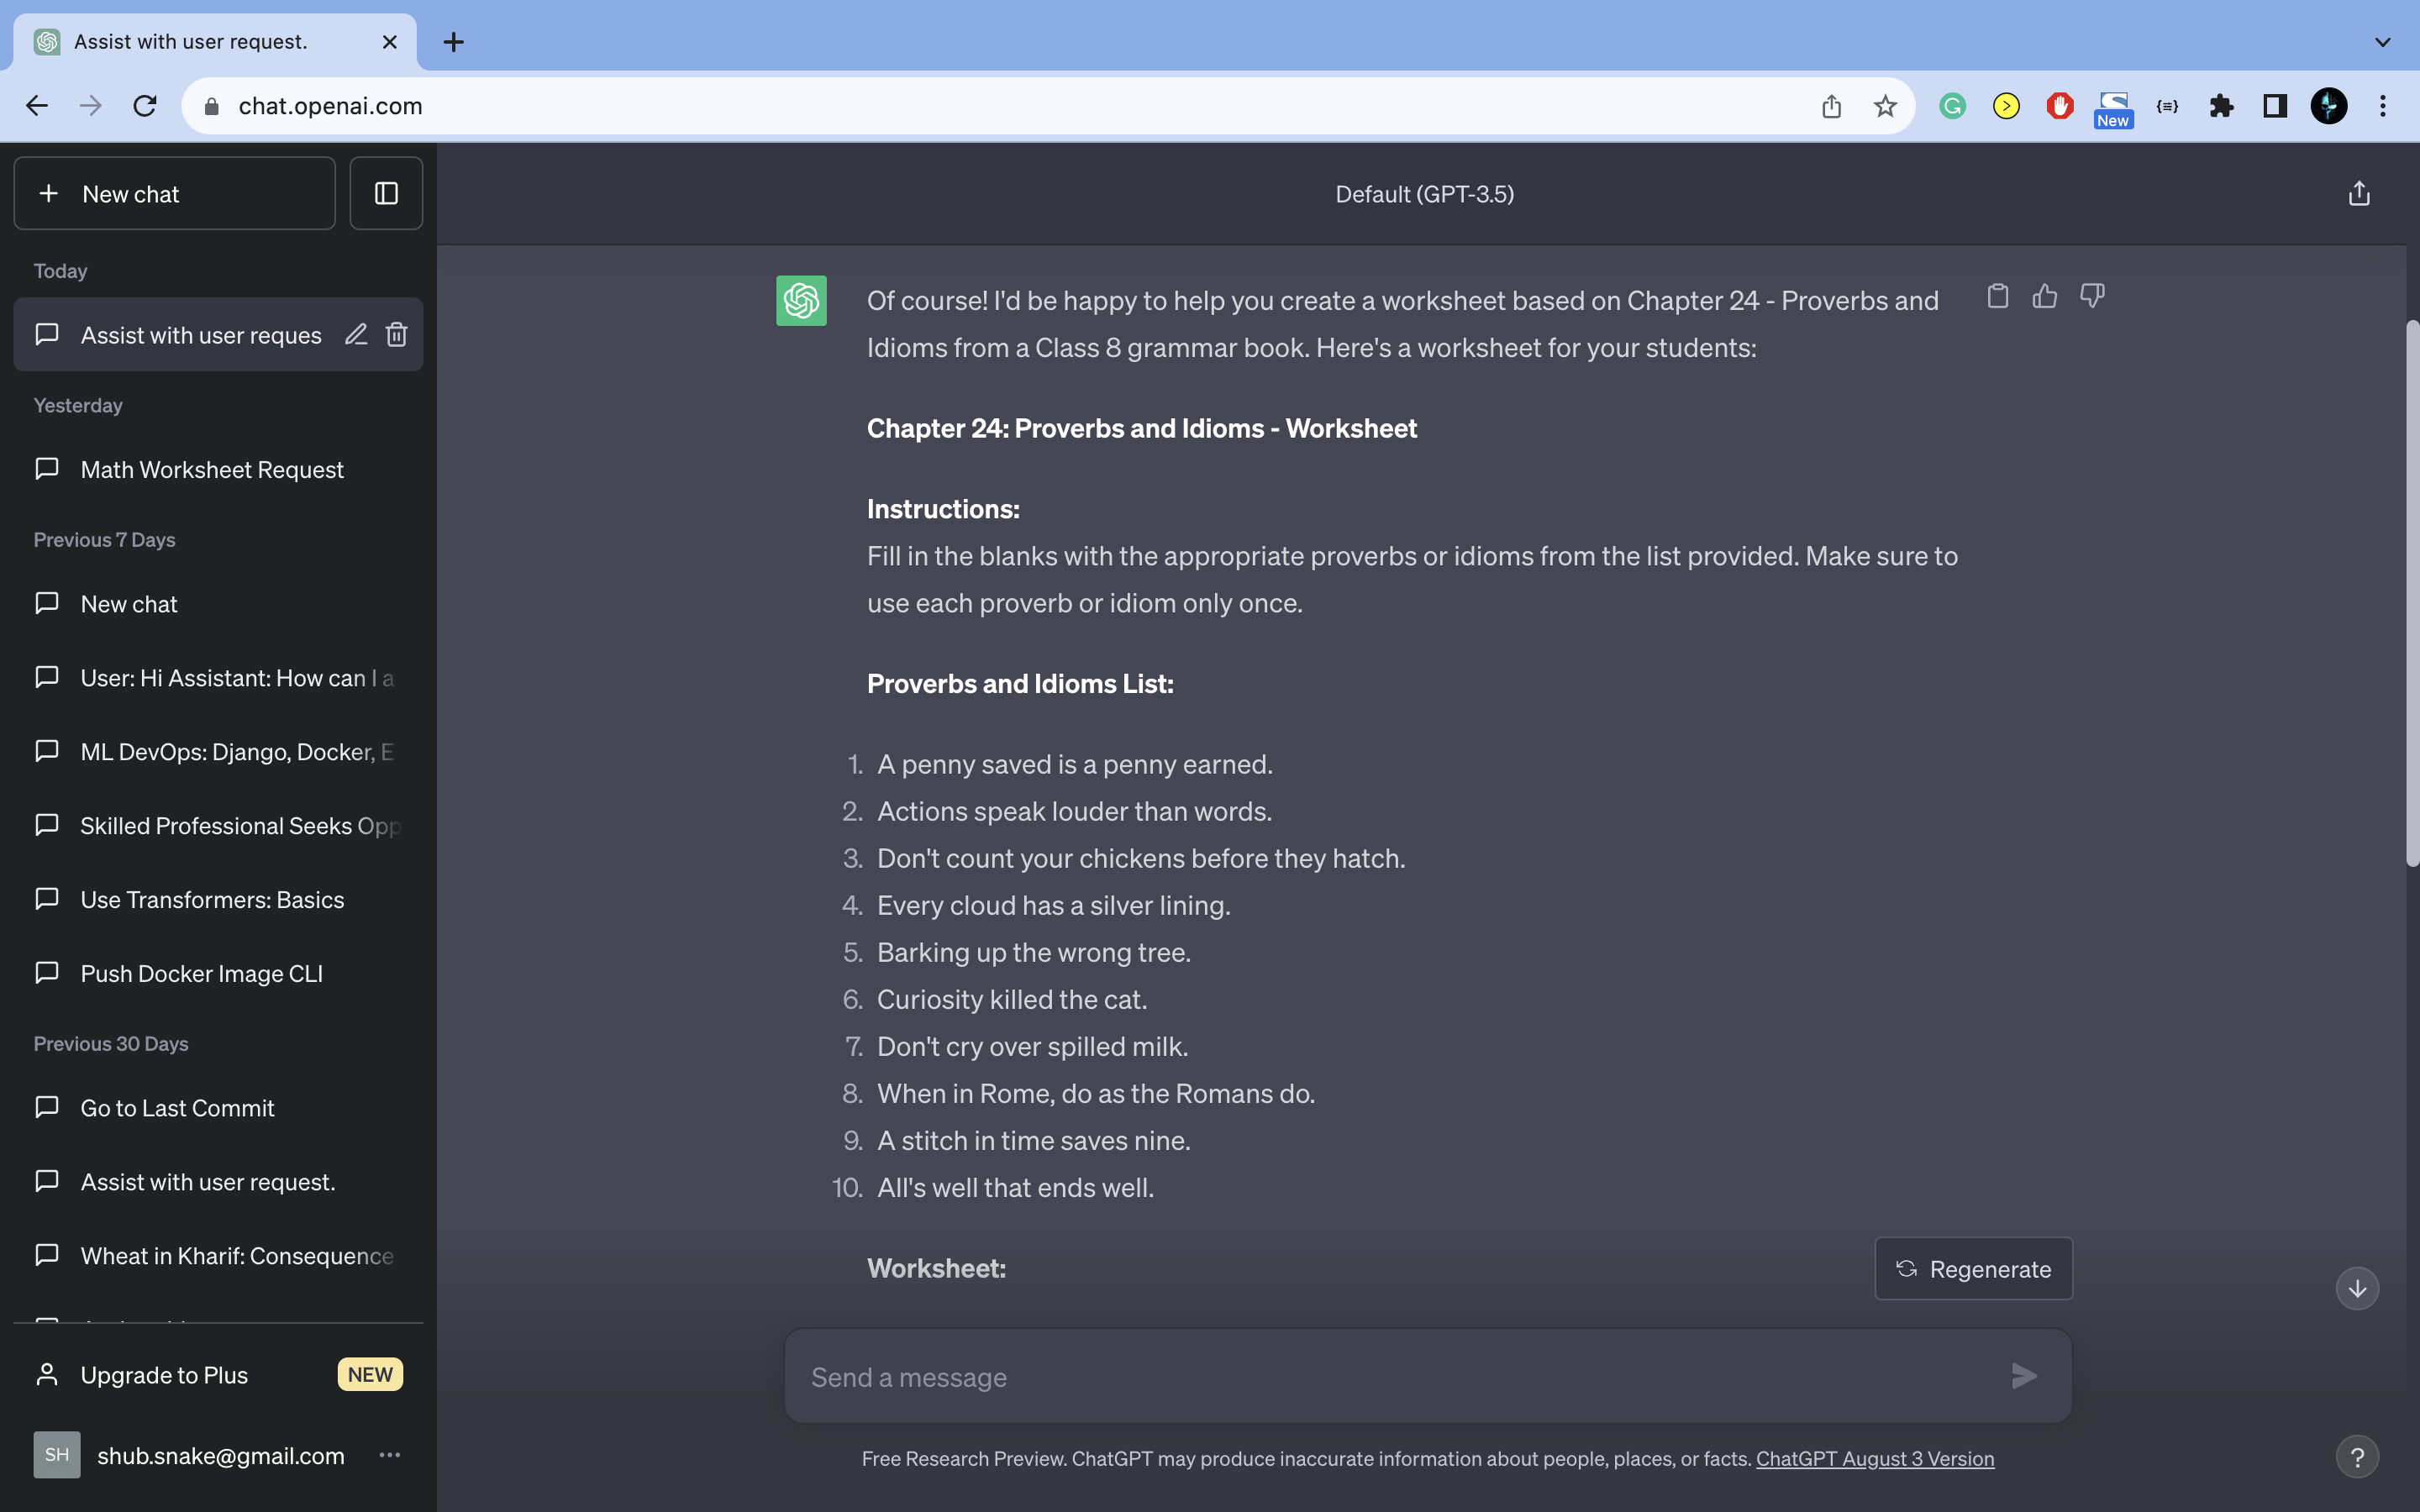 Assist with user request.
chat.openai.com
New
New chat
Default (GPT-3.5)
Today
Assist with user reques
Yesterday
Math Worksheet Request
Previous 7 Days
New chat
User: Hi Assistant: How can I a
ML DevOps: Django, Docker, E
Skilled Professional Seeks Opp
Use Transformers: Basics
Push Docker Image CLI
Previous 30 Days
Go to Last Commit
Assist with user request.
Wheat in Kharif: Consequence
Upgrade to Plus NEW
SH shub.snake@gmail.com
Of course! I'd be happy to help you create a worksheet based on Chapter 24 - Proverbs and
Idioms from a Class 8 grammar book. Here's a worksheet for your students:
Chapter 24: Proverbs and Idioms - Worksheet
Instructions:
Fill in the blanks with the appropriate proverbs or idioms from the list provided. Make sure to
use each proverb or idiom only once.
Proverbs and Idioms List:
1. A penny saved is a penny earned.
2. Actions speak louder than words.
3. Don't count your chickens before they hatch.
4. Every cloud has a silver lining.
5. Barking up the wrong tree.
6. Curiosity killed the cat.
7. Don't cry over spilled milk.
8. When in Rome, do as the Romans do.
9. A stitch in time saves nine.
10. All's well that ends well.
Worksheet:
Regenerate
Send a message
Free Research Preview. ChatGPT may produce inaccurate information about people, places, or facts. ChatGPT August 3 Version
?